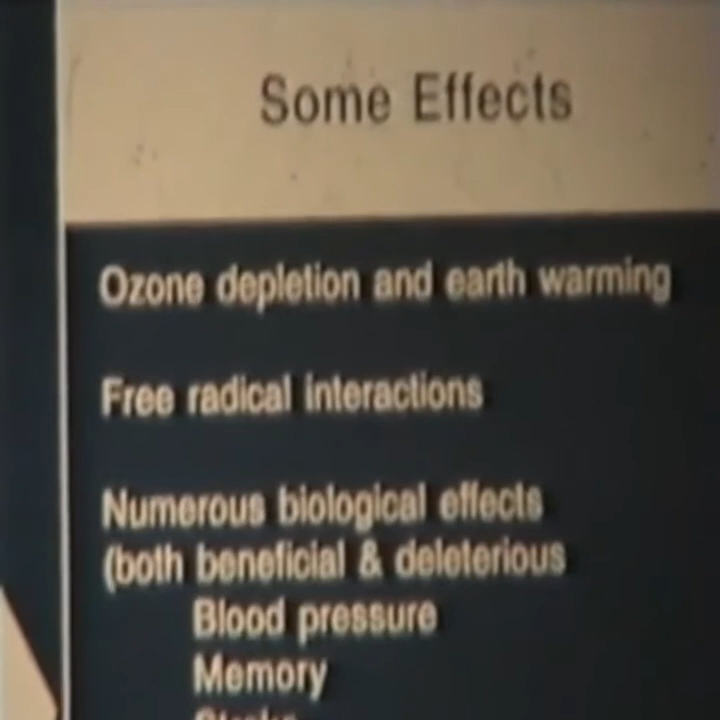 Some Effects
Ozone depletion and earth warming
Free radical interactions
Numerous biological effects
(both beneficial & deleterious
Blood pressure
Memory